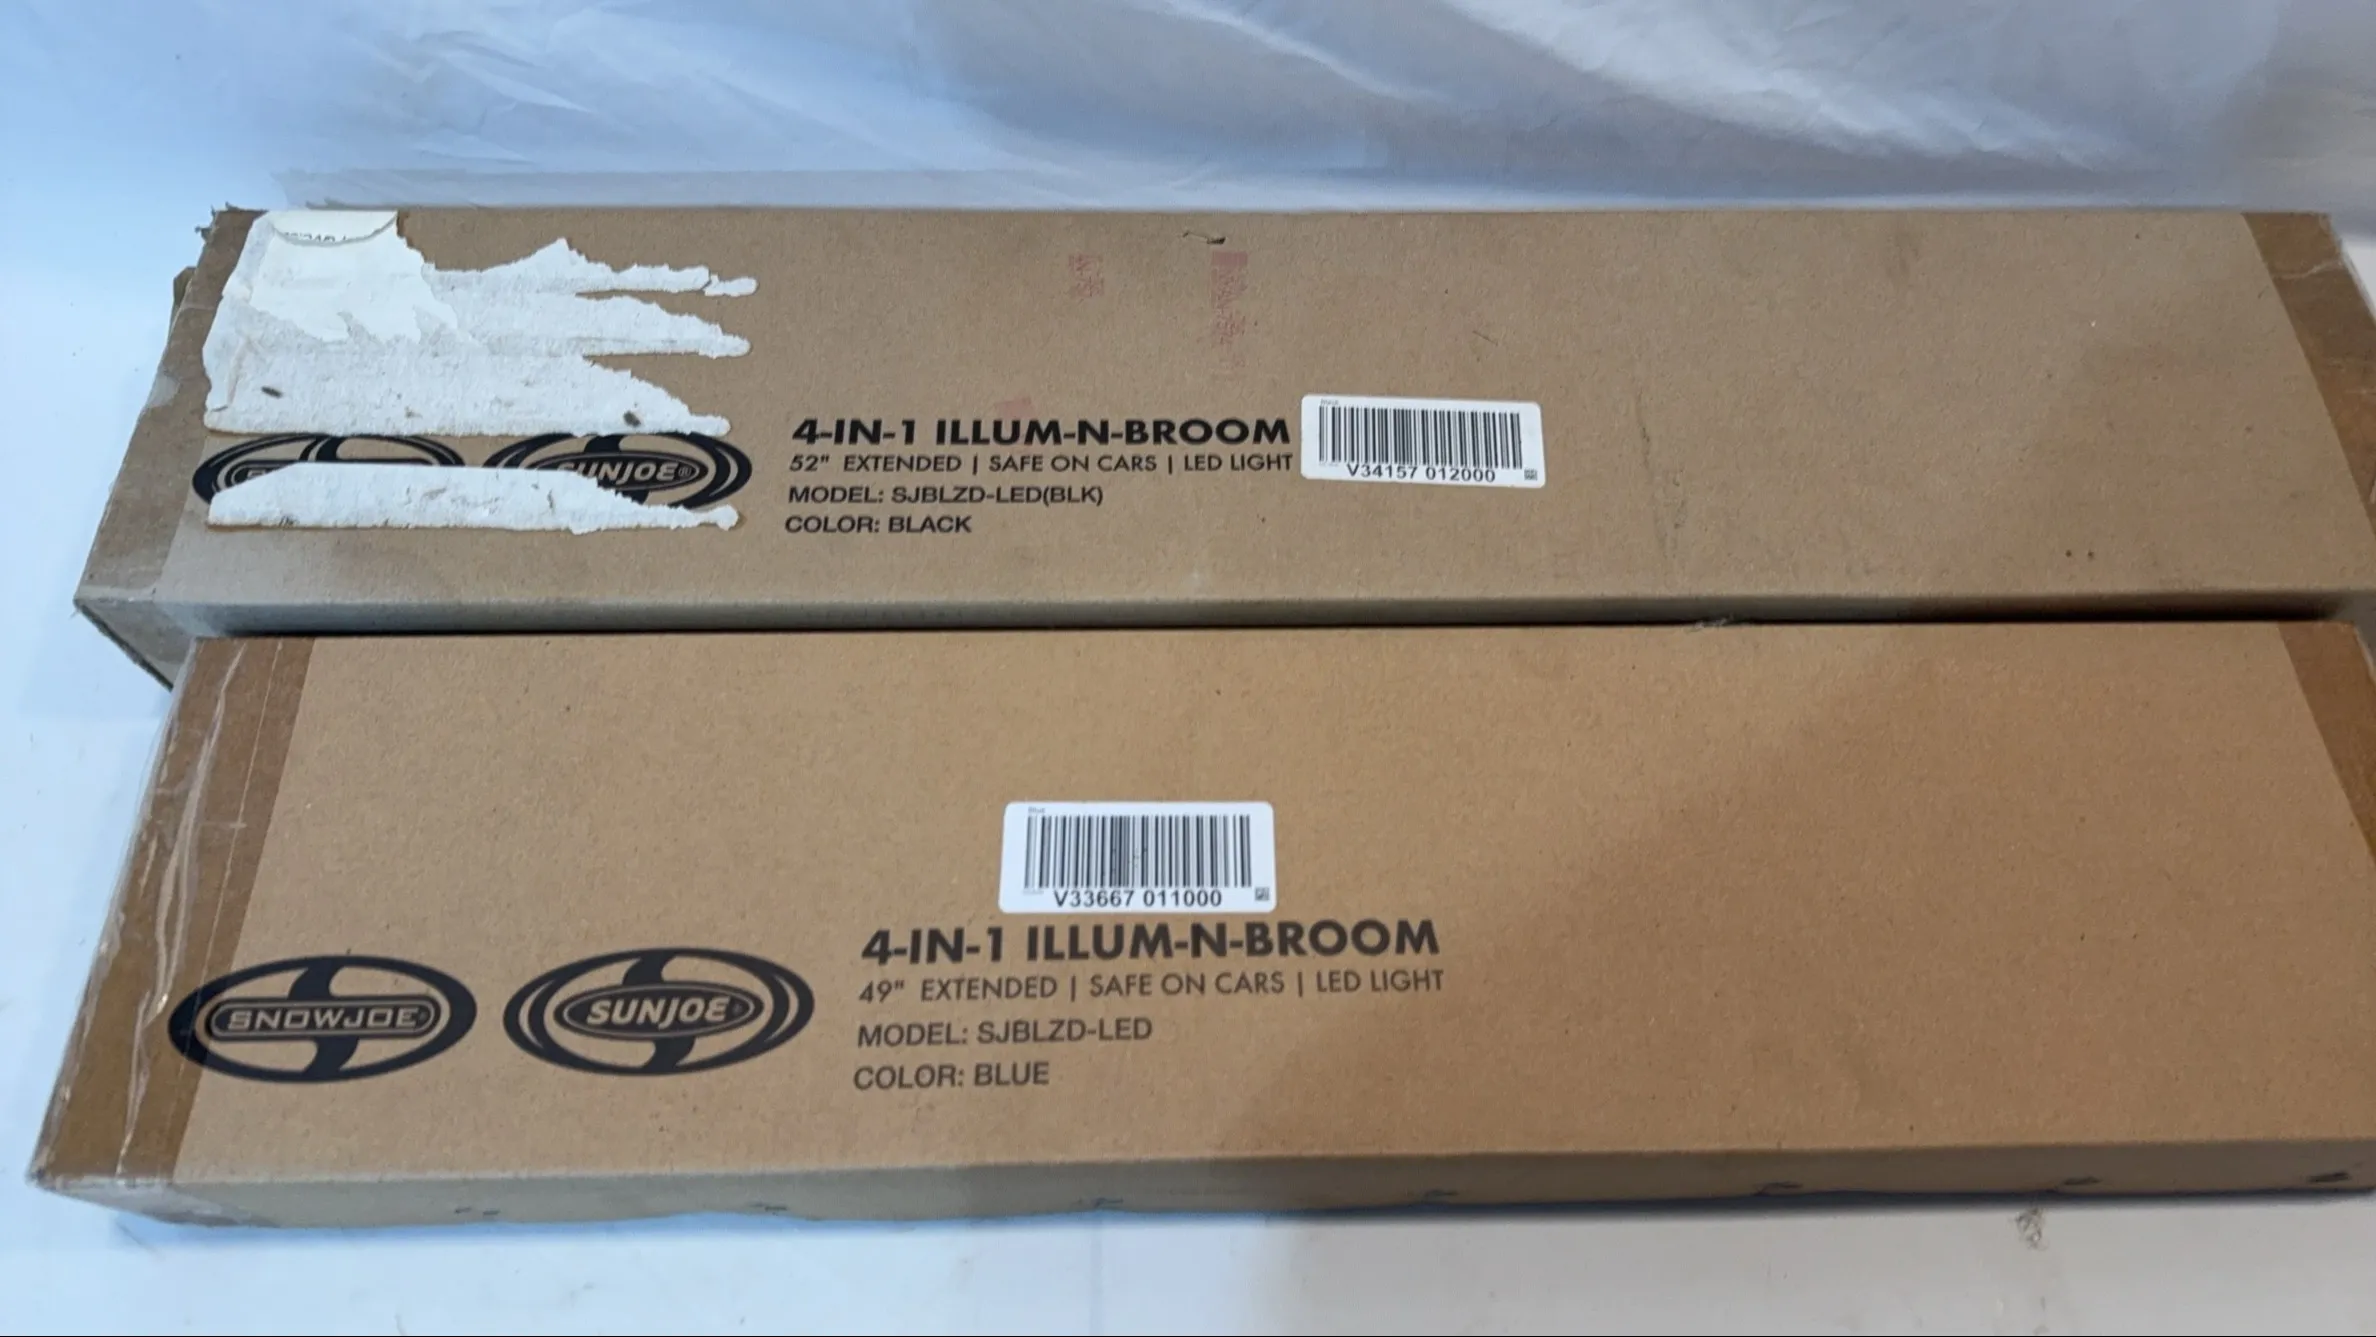 SUNJOE®
4-IN-1 ILLUM-N-BROOM
52" EXTENDED | SAFE ON CARS | LED LIGHT
MODEL: SJBLZD-LED(BLK)
COLOR: BLACK
V34157 012000
V33667 011000
SNOWJOE®
SUNJOE®
4-IN-1 ILLUM-N-BROOM
49" EXTENDED | SAFE ON CARS | LED LIGHT
MODEL: SJBLZD-LED
COLOR: BLUE